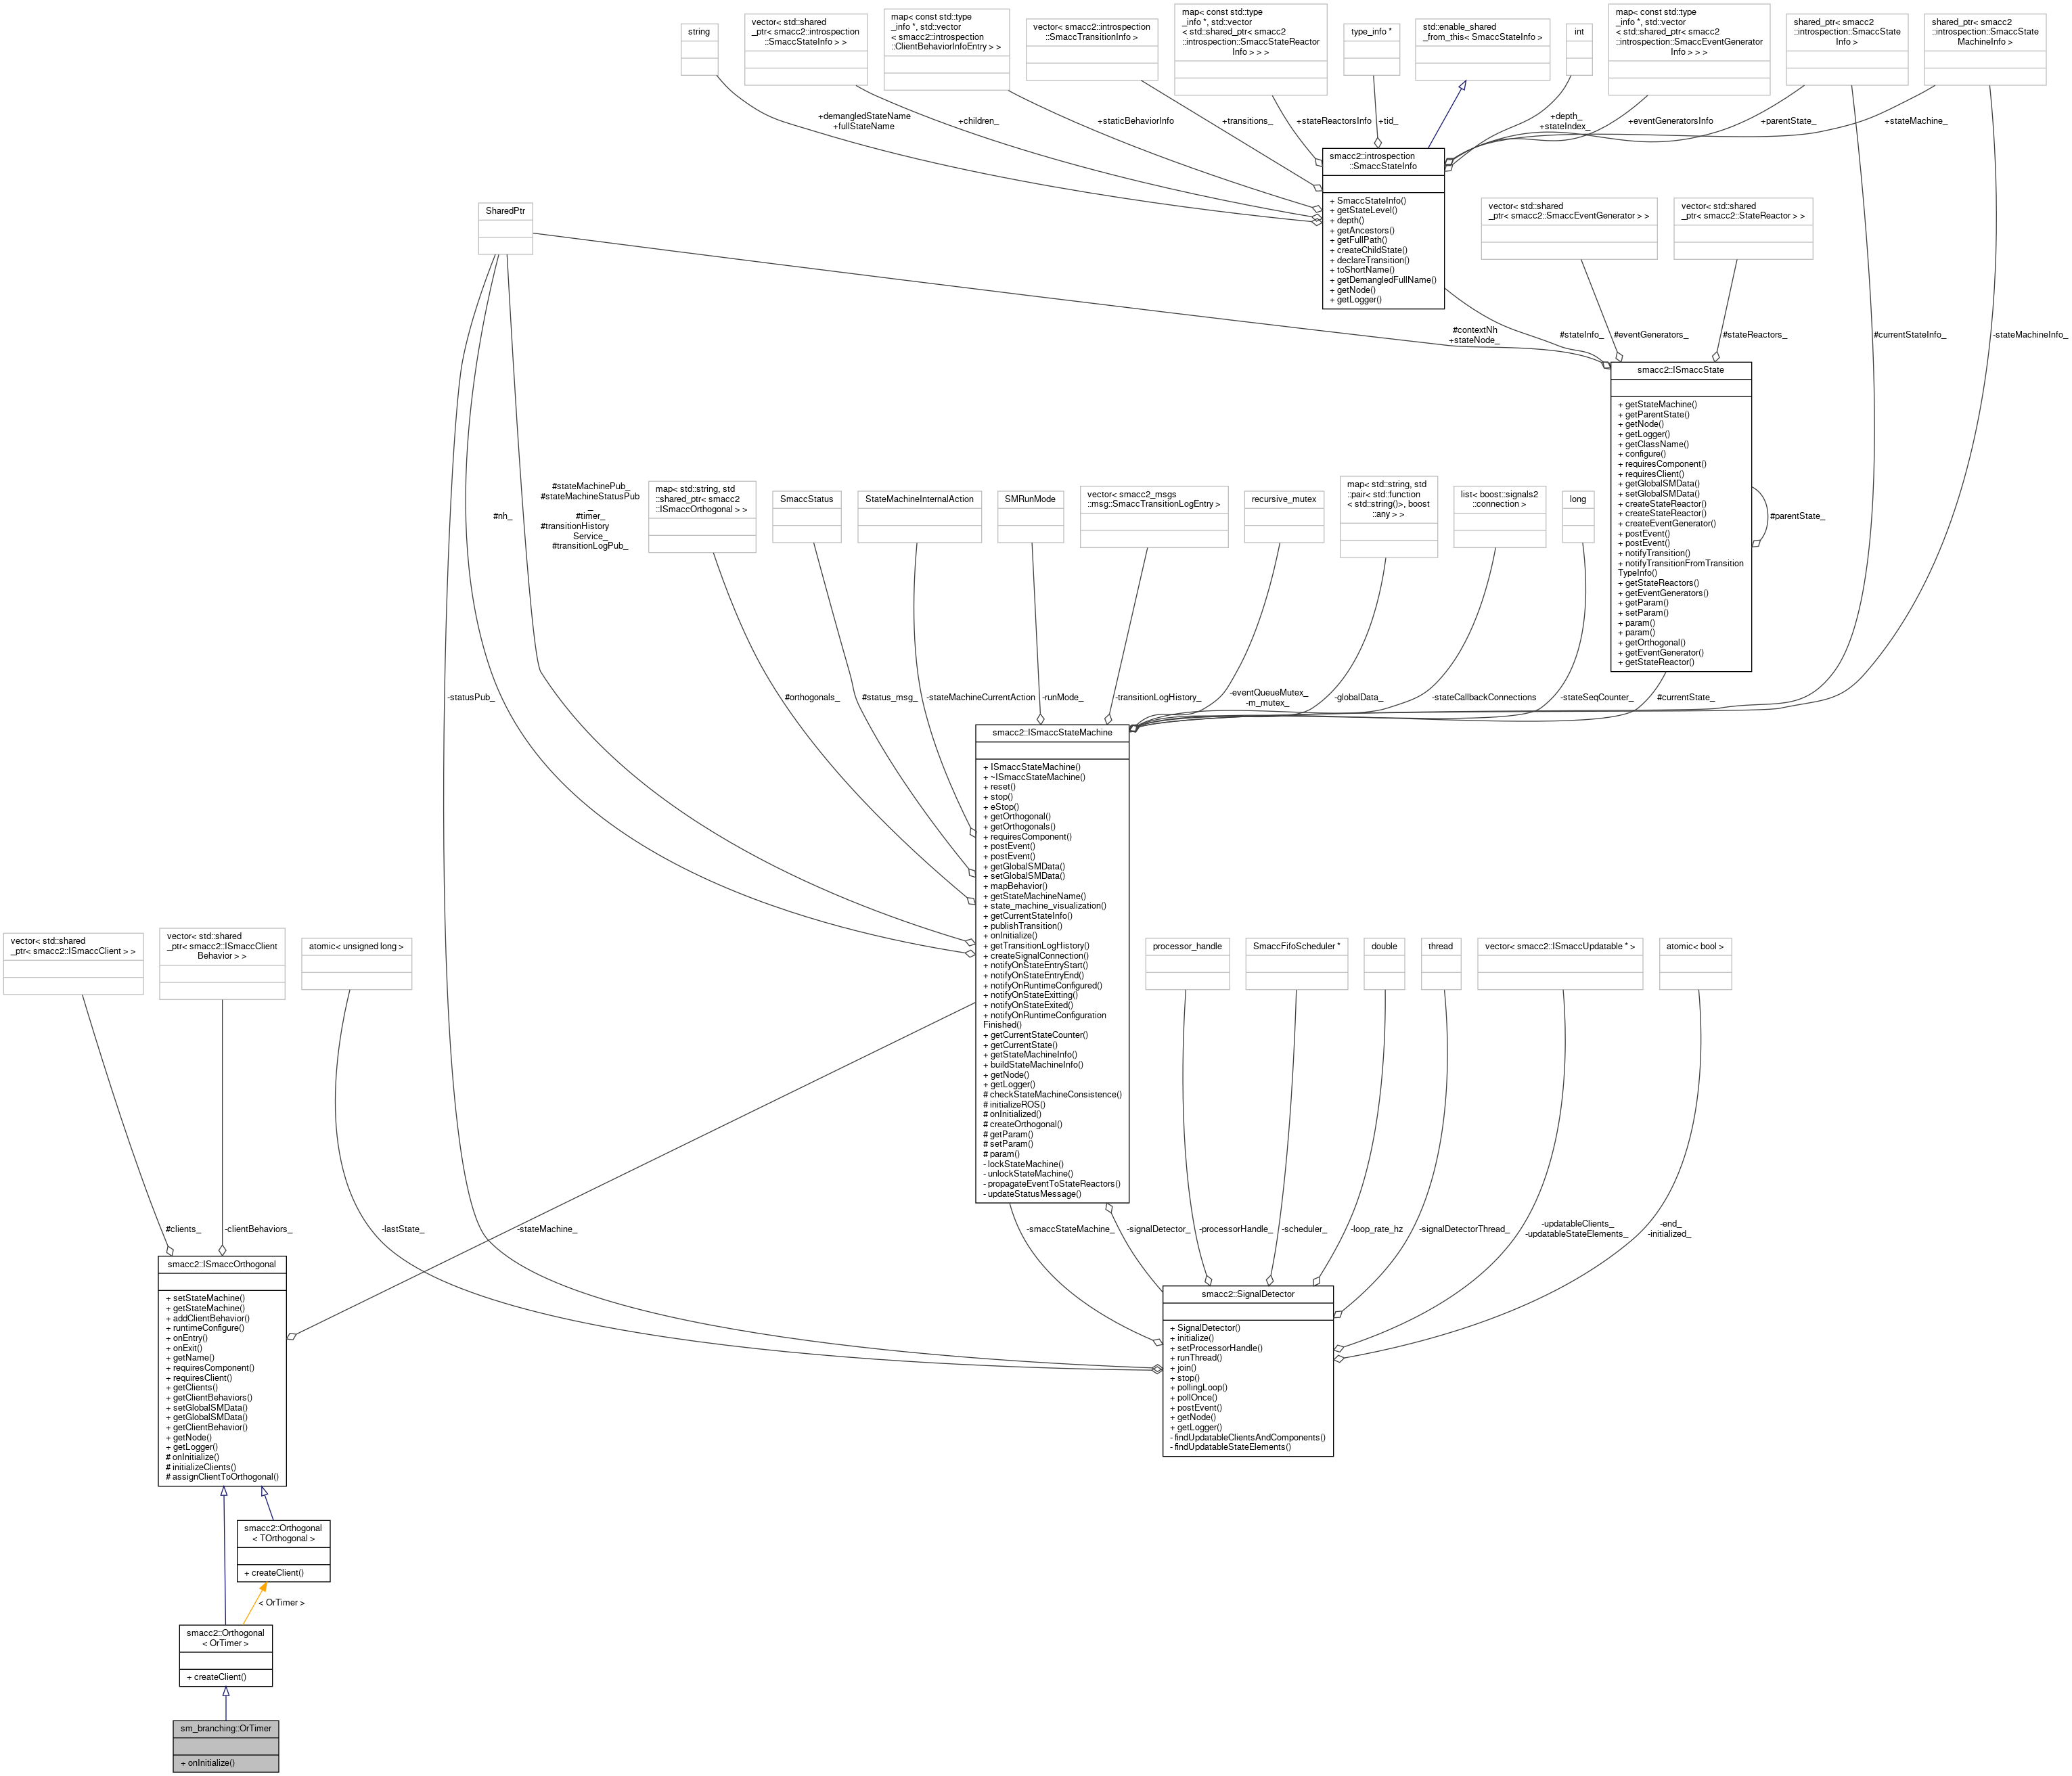 string
vector< std::shared
_ptr< smacc2::introspection
::SmaccStateInfo > >
map< const std::type
_info *, std::vector
< smacc2::introspection
::ClientBehaviorInfoEntry > >
vector< smacc2::introspection
::SmaccTransitionInfo >
map< const std::type
_info *, std::vector
< std::shared_ptr< smacc2
::introspection::SmaccStateReactor
Info > > >
type_info *
std::enable_shared
_from_this< SmaccStateInfo >
int
map< const std::type
_info *, std::vector
< std::shared_ptr< smacc2
::introspection::SmaccEventGenerator
Info > > >
shared_ptr< smacc2
::introspection::SmaccState
Info >
shared_ptr< smacc2
::introspection::SmaccState
MachineInfo >
+demangledStateName
+fullStateName
+children_
+staticBehaviorInfo
+transitions_
+stateReactorsInfo
+tid_
+depth_
+stateIndex_
+eventGeneratorsInfo
+parentState_
+stateMachine_
smacc2::introspection
::SmaccStateInfo
+ SmaccStateInfo()
+ getStateLevel()
+ depth()
+ getAncestors()
+ getFullPath()
+ createChildState()
+ declareTransition()
+ toShortName()
+ getDemangledFullName()
+ getNode()
+ getLogger()
SharedPtr
vector< std::shared
_ptr< smacc2::SmaccEventGenerator > >
vector< std::shared
_ptr< smacc2::StateReactor > >
#contextNh
+stateNode_
#stateInfo_
#eventGenerators_
#stateReactors_
#currentStateInfo_
-stateMachineInfo_
smacc2::ISmaccState
+ getStateMachine()
+ getParentState()
+ getNode()
+ getLogger()
+ getClassName()
+ configure()
+ requiresComponent()
+ requiresClient()
+ getGlobalSMData()
+ setGlobalSMData()
+ createStateReactor()
+ createStateReactor()
+ createEventGenerator()
+ postEvent()
+ postEvent()
+ notifyTransition()
+ notifyTransitionFromTransition
TypeInfo()
+ getStateReactors()
+ getEventGenerators()
+ getParam()
+ setParam()
+ param()
+ param()
+ getOrthogonal()
+ getEventGenerator()
+ getStateReactor()
#parentState_
#nh_
#stateMachinePub_
#stateMachineStatusPub
_
#timer_
#transitionHistory
Service_
#transitionLogPub_
map< std::string, std
::shared_ptr< smacc2
::ISmaccOrthogonal > >
SmaccStatus
StateMachineInternalAction
SMRunMode
vector< smacc2_msgs
::msg::SmaccTransitionLogEntry >
recursive_mutex
map< std::string, std
::pair< std::function
< std::string()>, boost
::any > >
list< boost::signals2
::connection >
long
-statusPub_
#orthogonals_
#status_msg_
-stateMachineCurrentAction
-runMode_
-transitionLogHistory_
-eventQueueMutex_
-m_mutex_
-globalData_
-stateCallbackConnections
-stateSeqCounter_
#currentState_
smacc2::ISmaccStateMachine
+ ISmaccStateMachine()
+ ~ISmaccStateMachine()
+ reset()
+ stop()
+ eStop()
+ getOrthogonal()
+ getOrthogonals()
+ requiresComponent()
+ postEvent()
+ postEvent()
+ getGlobalSMData()
+ setGlobalSMData()
+ mapBehavior()
+ getStateMachineName()
+ state_machine_visualization()
+ getCurrentStateInfo()
+ publishTransition()
+ onInitialize()
+ getTransitionLogHistory()
+ createSignalConnection()
+ notifyOnStateEntryStart()
+ notifyOnStateEntryEnd()
+ notifyOnRuntimeConfigured()
+ notifyOnStateExitting()
+ notifyOnStateExited()
+ notifyOnRuntimeConfiguration
Finished()
+ getCurrentStateCounter()
+ getCurrentState()
+ getStateMachineInfo()
+ buildStateMachineInfo()
+ getNode()
+ getLogger()
# checkStateMachineConsistence()
# initializeROS()
# onInitialized()
# createOrthogonal()
# getParam()
# setParam()
# param()
- lockStateMachine()
- unlockStateMachine()
- propagateEventToStateReactors()
- updateStatusMessage()
vector< std::shared
_ptr< smacc2::ISmaccClient > >
vector< std::shared
_ptr< smacc2::ISmaccClient
Behavior > >
atomic< unsigned long >
processor_handle
SmaccFifoScheduler *
double
thread
vector< smacc2::ISmaccUpdatable * >
atomic< bool >
#clients_
-clientBehaviors_
-lastState_
-stateMachine_
-smaccStateMachine_
-signalDetector_
-processorHandle_
-scheduler_
-loop_rate_hz
-signalDetectorThread_
-updatableClients_
-updatableStateElements_
-end_
-initialized_
smacc2::ISmaccOrthogonal
+ setStateMachine()
+ getStateMachine()
+ addClientBehavior()
+ runtimeConfigure()
+ onEntry()
+ onExit()
+ getName()
+ requiresComponent()
+ requiresClient()
+ getClients()
+ getClientBehaviors()
+ setGlobalSMData()
+ getGlobalSMData()
+ getClientBehavior()
+ getNode()
+ getLogger()
# onInitialize()
# initializeClients()
# assignClientToOrthogonal()
smacc2::SignalDetector
+ SignalDetector()
+ initialize()
+ setProcessorHandle()
+ runThread()
+ join()
+ stop()
+ pollingLoop()
+ pollOnce()
+ postEvent()
+ getNode()
+ getLogger()
- findUpdatableClientsAndComponents()
- findUpdatableStateElements()
smacc2::Orthogonal
< TOrthogonal >
+ createClient()
< OrTimer >
smacc2::Orthogonal
< OrTimer >
+ createClient()
sm_branching::OrTimer
+ onInitialize()